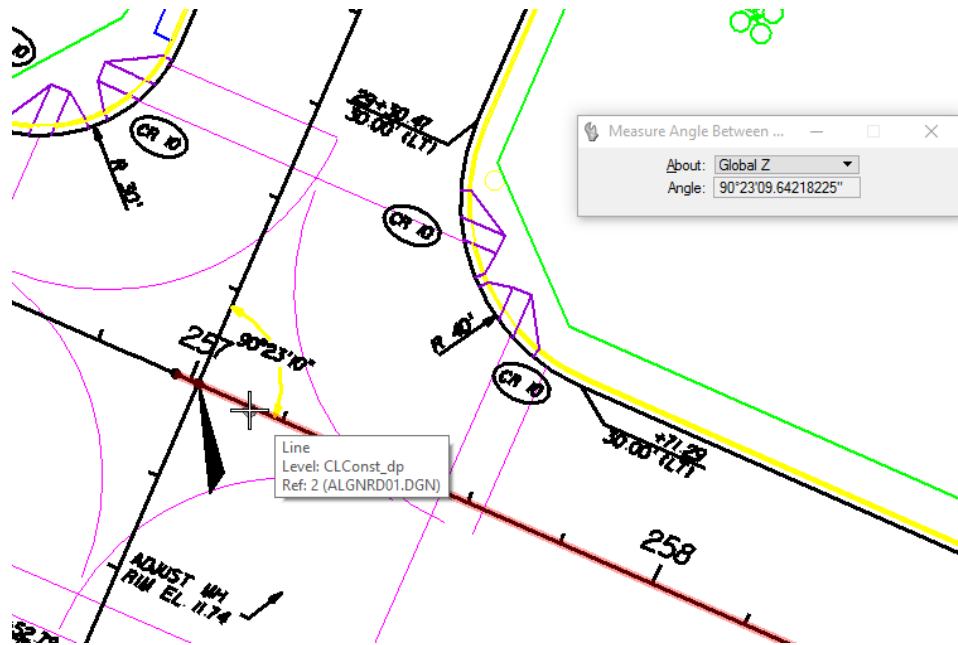 CR 10
R 30'
29+30.47
30.00' (LT)
Measure Angle Between ...
About: Global Z
Angle: 90°23'09.64218225"
CR 10
257
90°23'10"
R 40'
CR 10
Line
Level: CLConst_dp
Ref: 2 (ALGNRD01.DGN)
+71.29
30.00' (LT)
258
ADJUST MH
RIM EL. 11.74